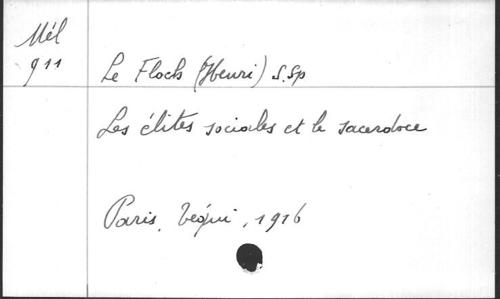 Mél
911
Le Floch (Henri) S.Sp
Les élites sociales et le sacerdoce
Paris, Téqui, 1916